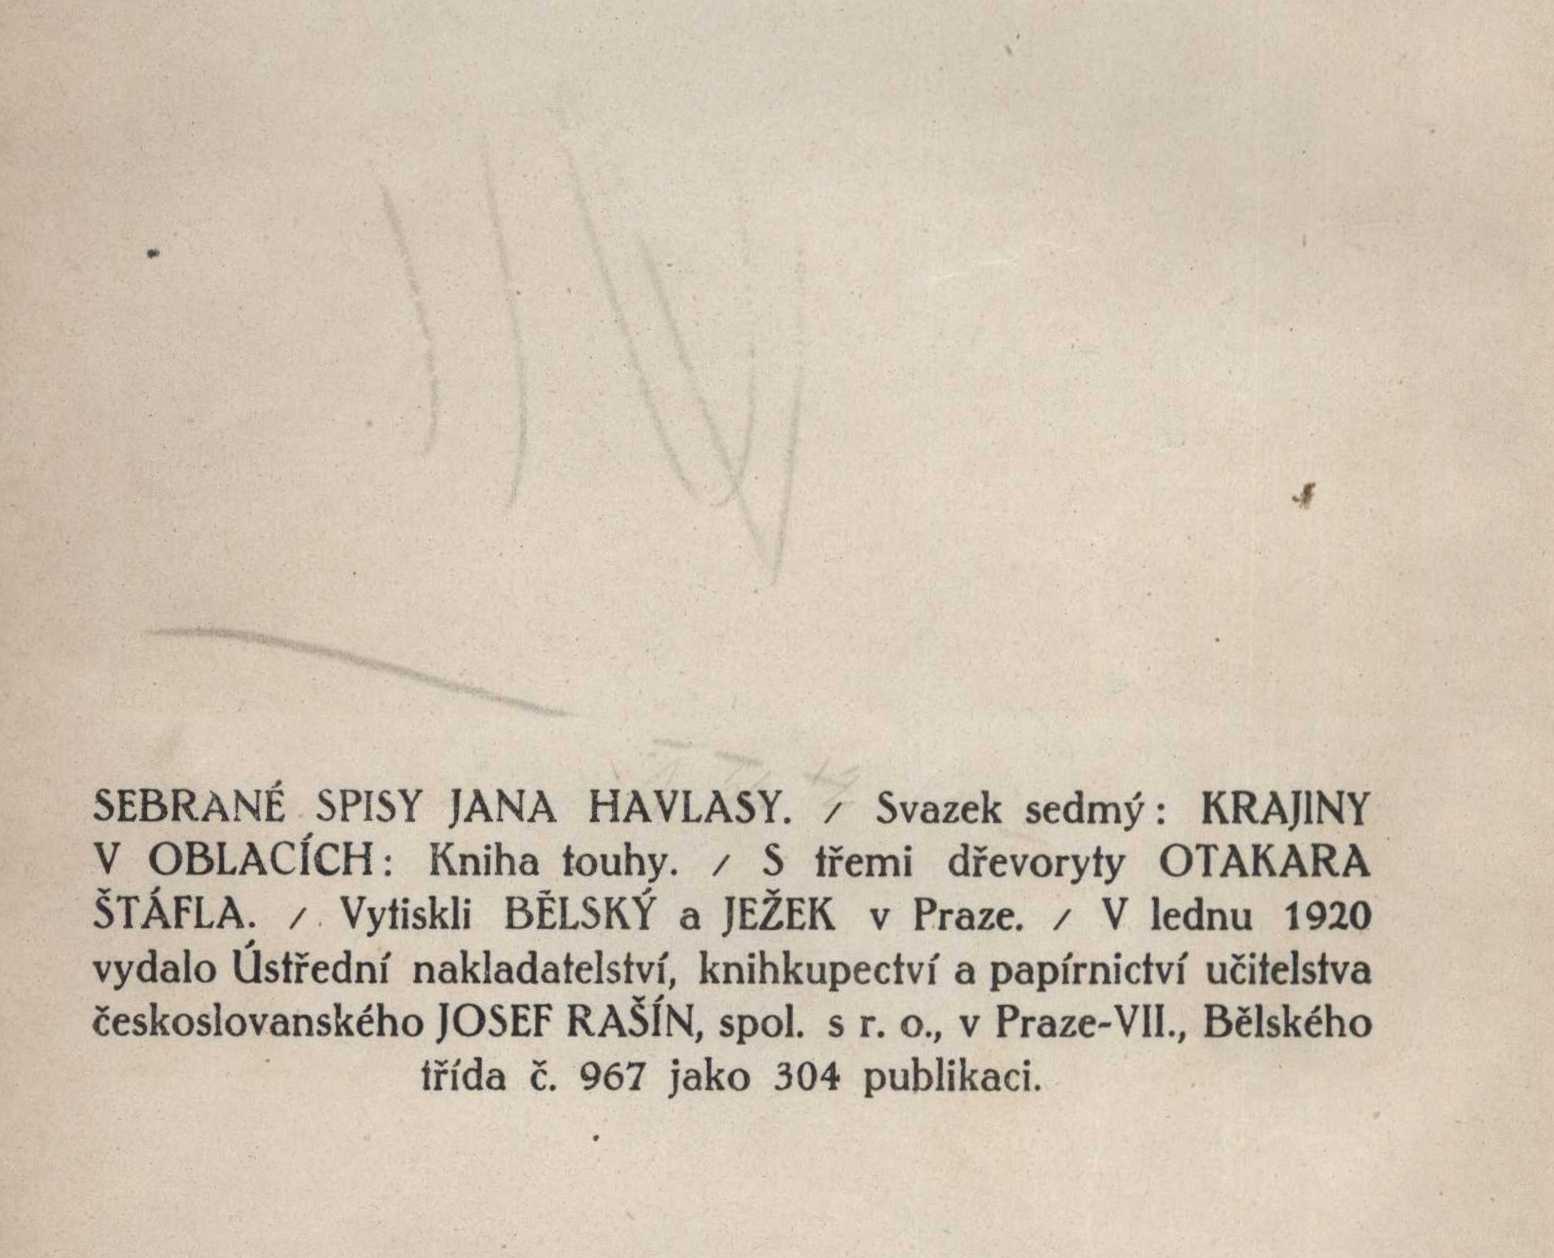 SEBRANÉ SPISY JANA HAVLASY. / Svazek sedmý: KRAJINY
V OBLACÍCH: Kniha touhy. / S třemi dřevoryty OTAKARA
ŠTÁFLA. / Vytiskli BĚLSKÝ a JEŽEK v Praze. / V lednu 1920
vydalo Ústřední nakladatelství, knihkupectví a papírnictví učitelstva
českoslovanského JOSEF RAŠÍN, spol. s r. o., v Praze-VII., Bělského
třída č. 967 jako 304 publikaci.